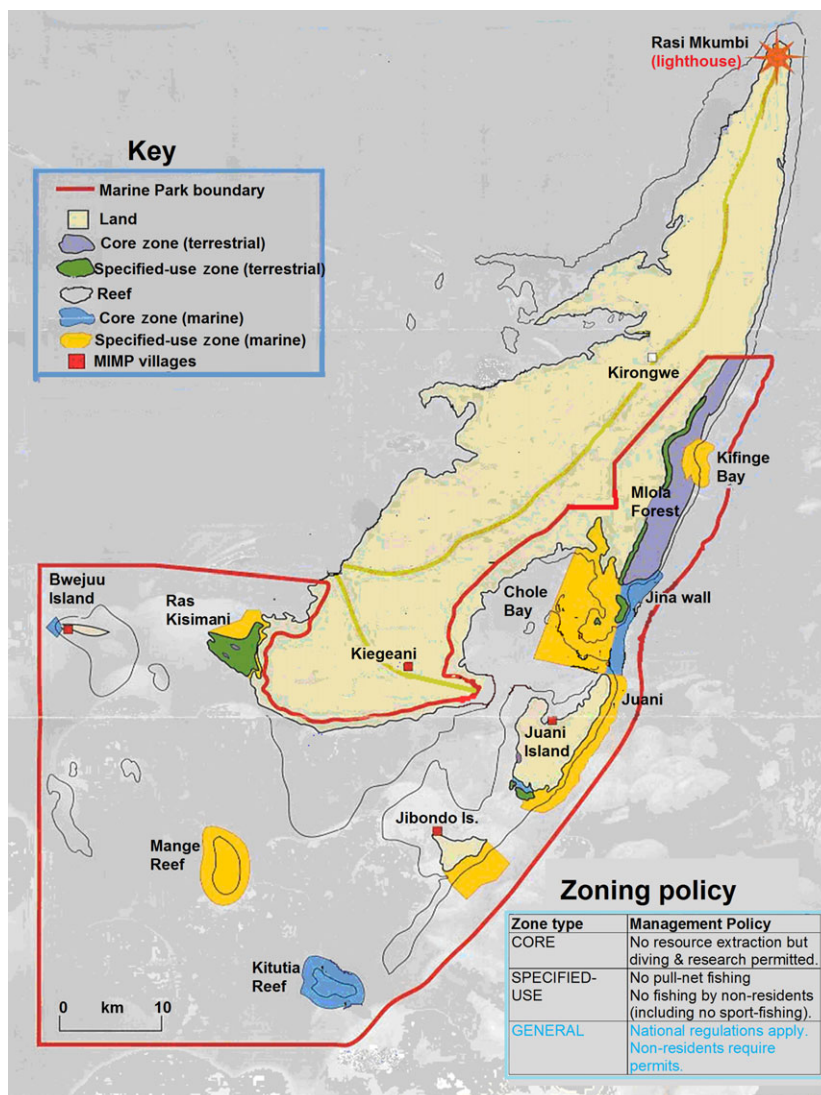 Rasi Mkumbi
(lighthouse)
Key
Marine Park boundary
Land
Core zone (terrestrial)
Specified-use zone (terrestrial)
Reef
Core zone (marine)
Specified-use zone (marine)
MIMP villages
Kirongwe
Kifinge
Bay
Mlola
Forest
Bwejuu
Island
Ras
Kisimani
Chole
Bay
Jina wall
Kiegeani
Juani
Juani
Island
Jibondo Is.
Mange
Reef
Kitutia
Reef
0 km 10
Zoning policy
Zone type Management Policy
CORE No resource extraction but
diving & research permitted.
SPECIFIED- No pull-net fishing
USE No fishing by non-residents
(including no sport-fishing).
GENERAL National regulations apply.
Non-residents require
permits.